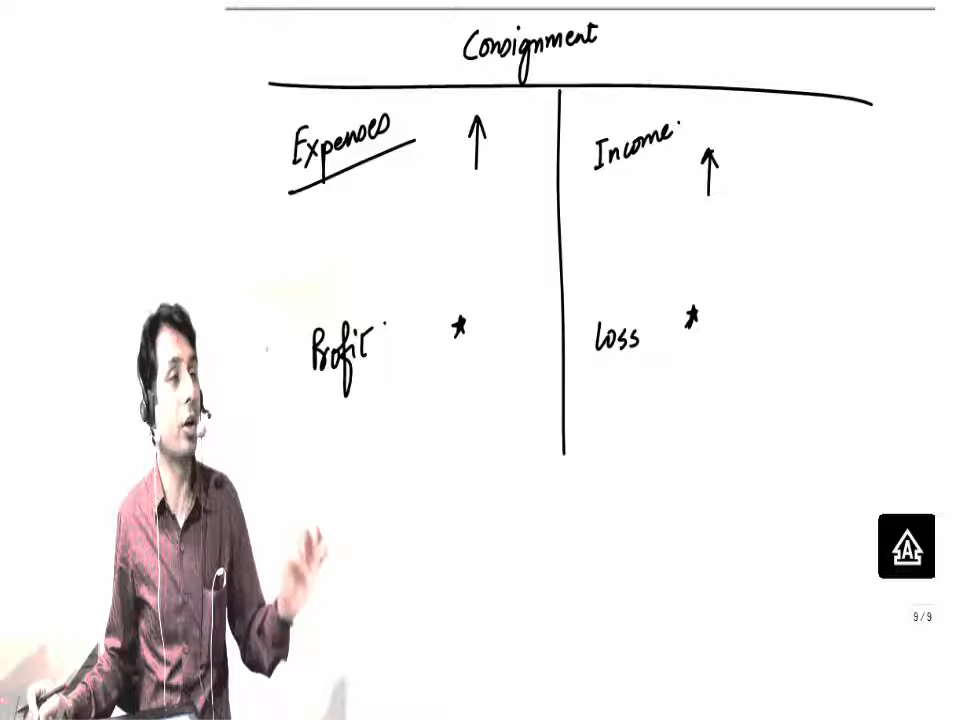 Consignment
Expenses ↑ Income ↑
Profit * Loss *
A
9/9